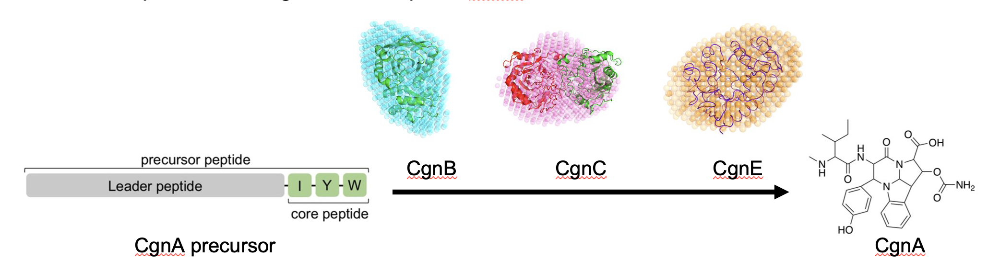 precursor peptide
Leader peptide
I
Y
W
core peptide
CgnA precursor
CgnB
CgnC
CgnE
N
H
O
H
N
O
N
O
OH
O
NH2
O
N
HO
CgnA